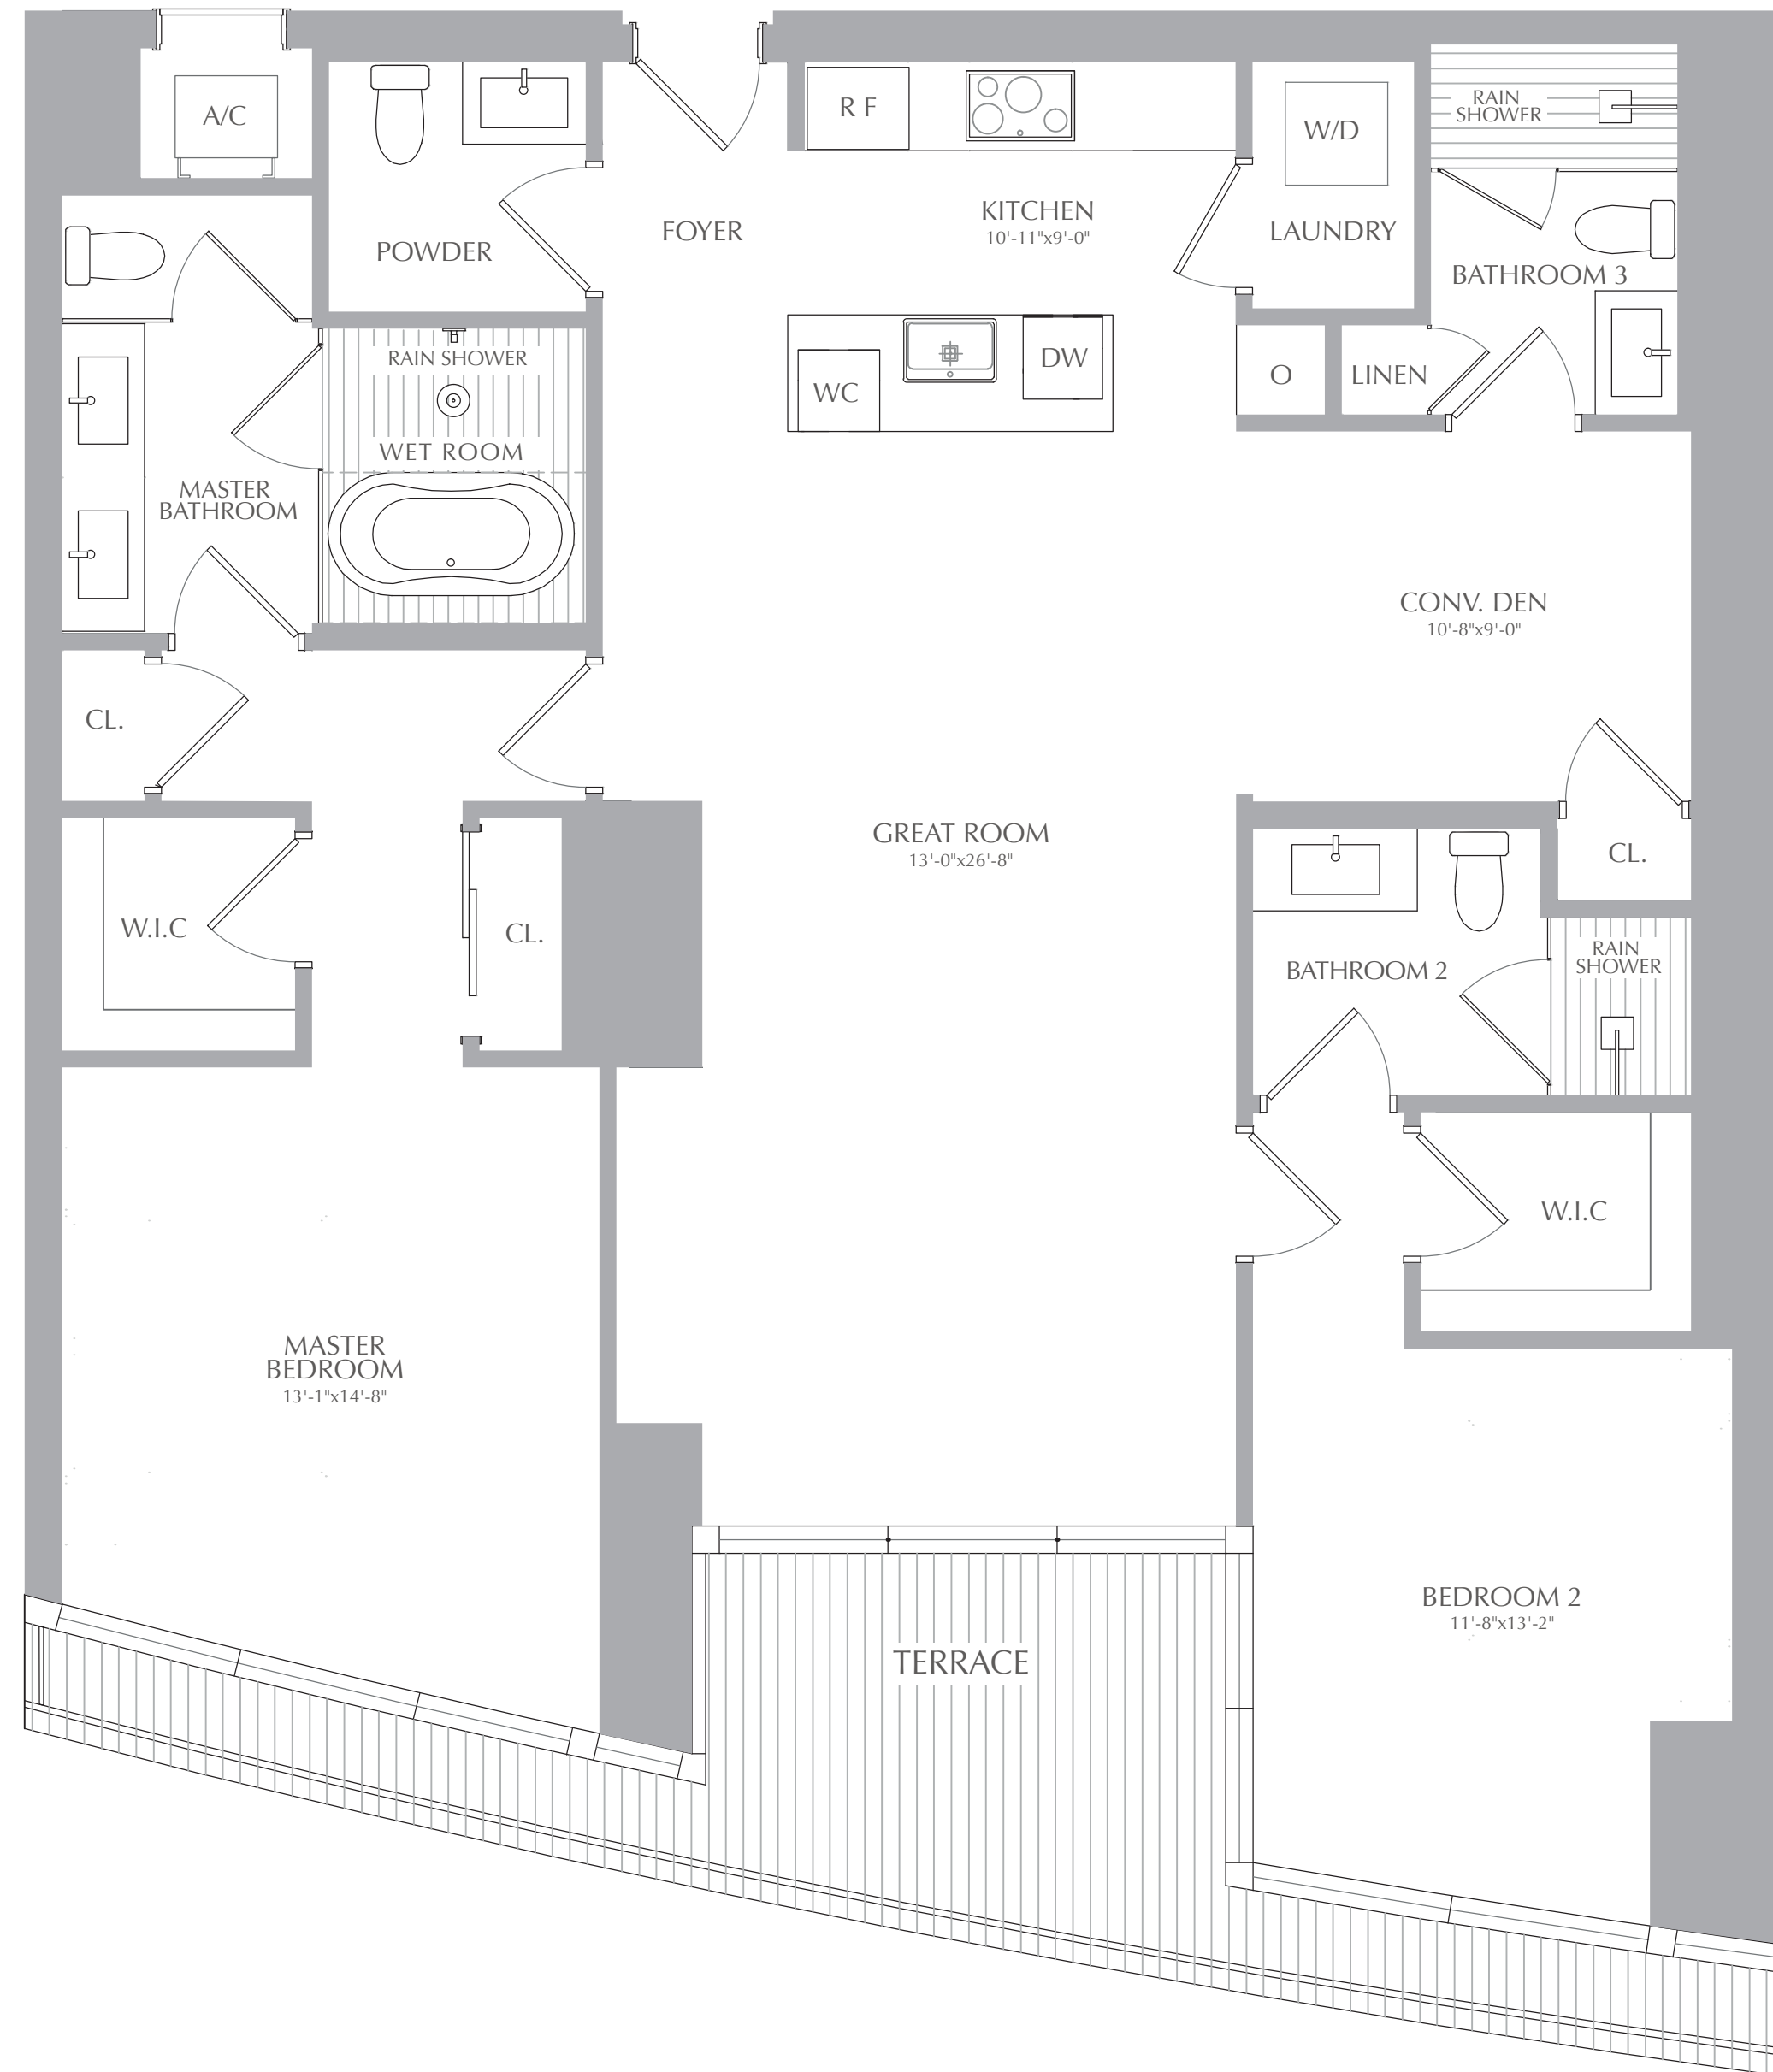 A/C
R F
W/D
RAIN
SHOWER
POWDER
FOYER
KITCHEN
10'-11"x9'-0"
LAUNDRY
BATHROOM 3
RAIN SHOWER
WC
DW
O
LINEN
WET ROOM
MASTER
BATHROOM
CONV. DEN
10'-8"x9'-0"
CL.
GREAT ROOM
13'-0"x26'-8"
CL.
W.I.C
CL.
BATHROOM 2
RAIN
SHOWER
W.I.C
MASTER
BEDROOM
13'-1"x14'-8"
BEDROOM 2
11'-8"x13'-2"
TERRACE